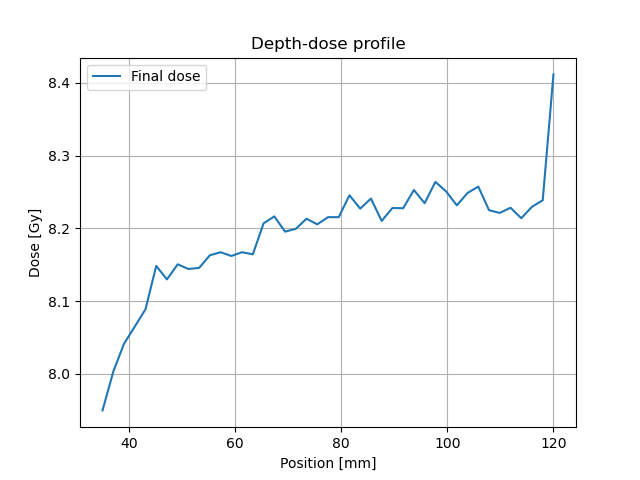 Depth-dose profile
Final dose
8.4
8.3
8.2
8.1
8.0
Dose [Gy]
40 60 80 100 120
Position [mm]